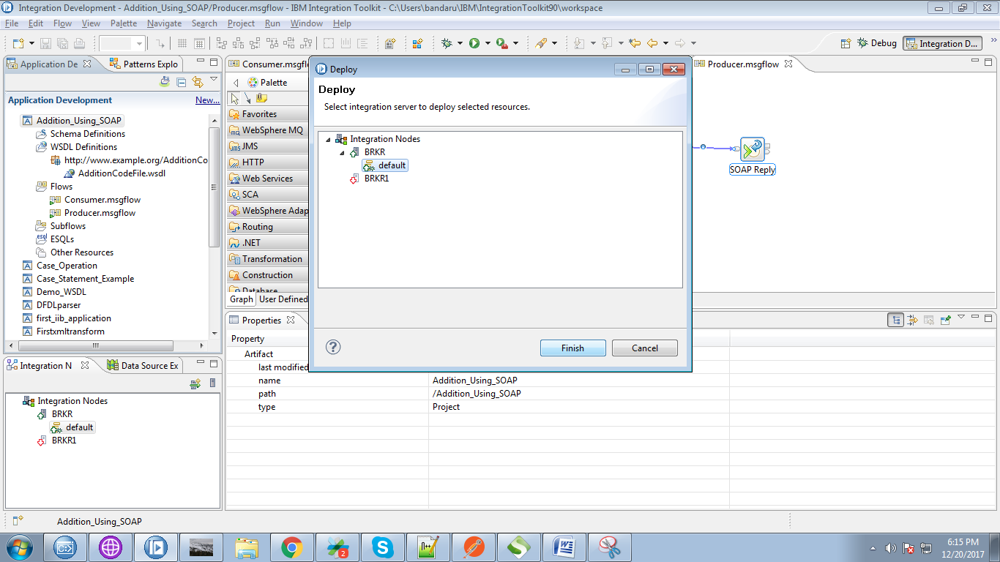 Integration Development - Addition_Using_SOAP/Producer.msgflow - IBM Integration Toolkit - C:\Users\bandaru\IBM\IntegrationToolkit90\workspace
File Edit Flow View Palette Navigate Search Project Run Window Help
Debug Integration D...
Application De Patterns Explo
Application Development New...
Addition_Using_SOAP
Schema Definitions
WSDL Definitions
http://www.example.org/AdditionCo
AdditionCodeFile.wsdl
Flows
Consumer.msgflow
Producer.msgflow
Subflows
ESQLs
Other Resources
Case_Operation
Case_Statement_Example
Demo_WSDL
DFDLparser
first_iib_application
Firstxmltransform
Consumer.msgfl
Producer.msgflow
Palette
Favorites
WebSphere MQ
JMS
HTTP
Web Services
SCA
WebSphere Adap
Routing
.NET
Transformation
Construction
Database
Graph User Defined
SOAP Reply
Deploy
Deploy
Select integration server to deploy selected resources.
Integration Nodes
BRKR
default
BRKR1
Finish Cancel
Integration N Data Source Ex
Integration Nodes
BRKR
default
BRKR1
Properties
Property
Artifact
last modified
name Addition_Using_SOAP
path /Addition_Using_SOAP
type Project
Addition_Using_SOAP
6:15 PM
12/20/2017